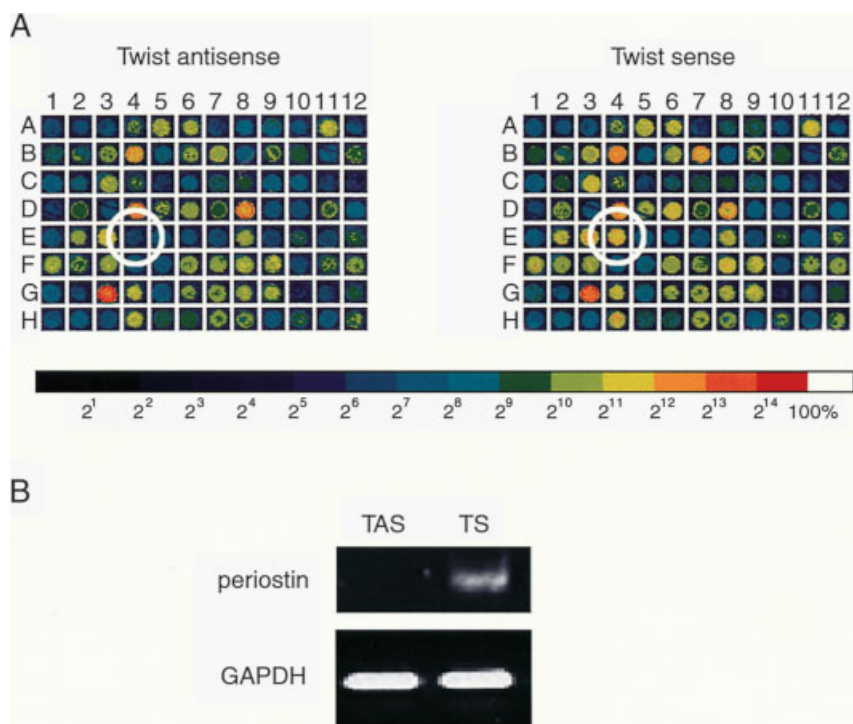 A
Twist antisense Twist sense
1 2 3 4 5 6 7 8 9 10 11 12 1 2 3 4 5 6 7 8 9 10 11 12
A A
B B
C C
D D
E E
F F
G G
H H
2¹ 2² 2³ 2⁴ 2⁵ 2⁶ 2⁷ 2⁸ 2⁹ 2¹⁰ 2¹¹ 2¹² 2¹³ 2¹⁴ 100%
B
TAS TS
periostin
GAPDH